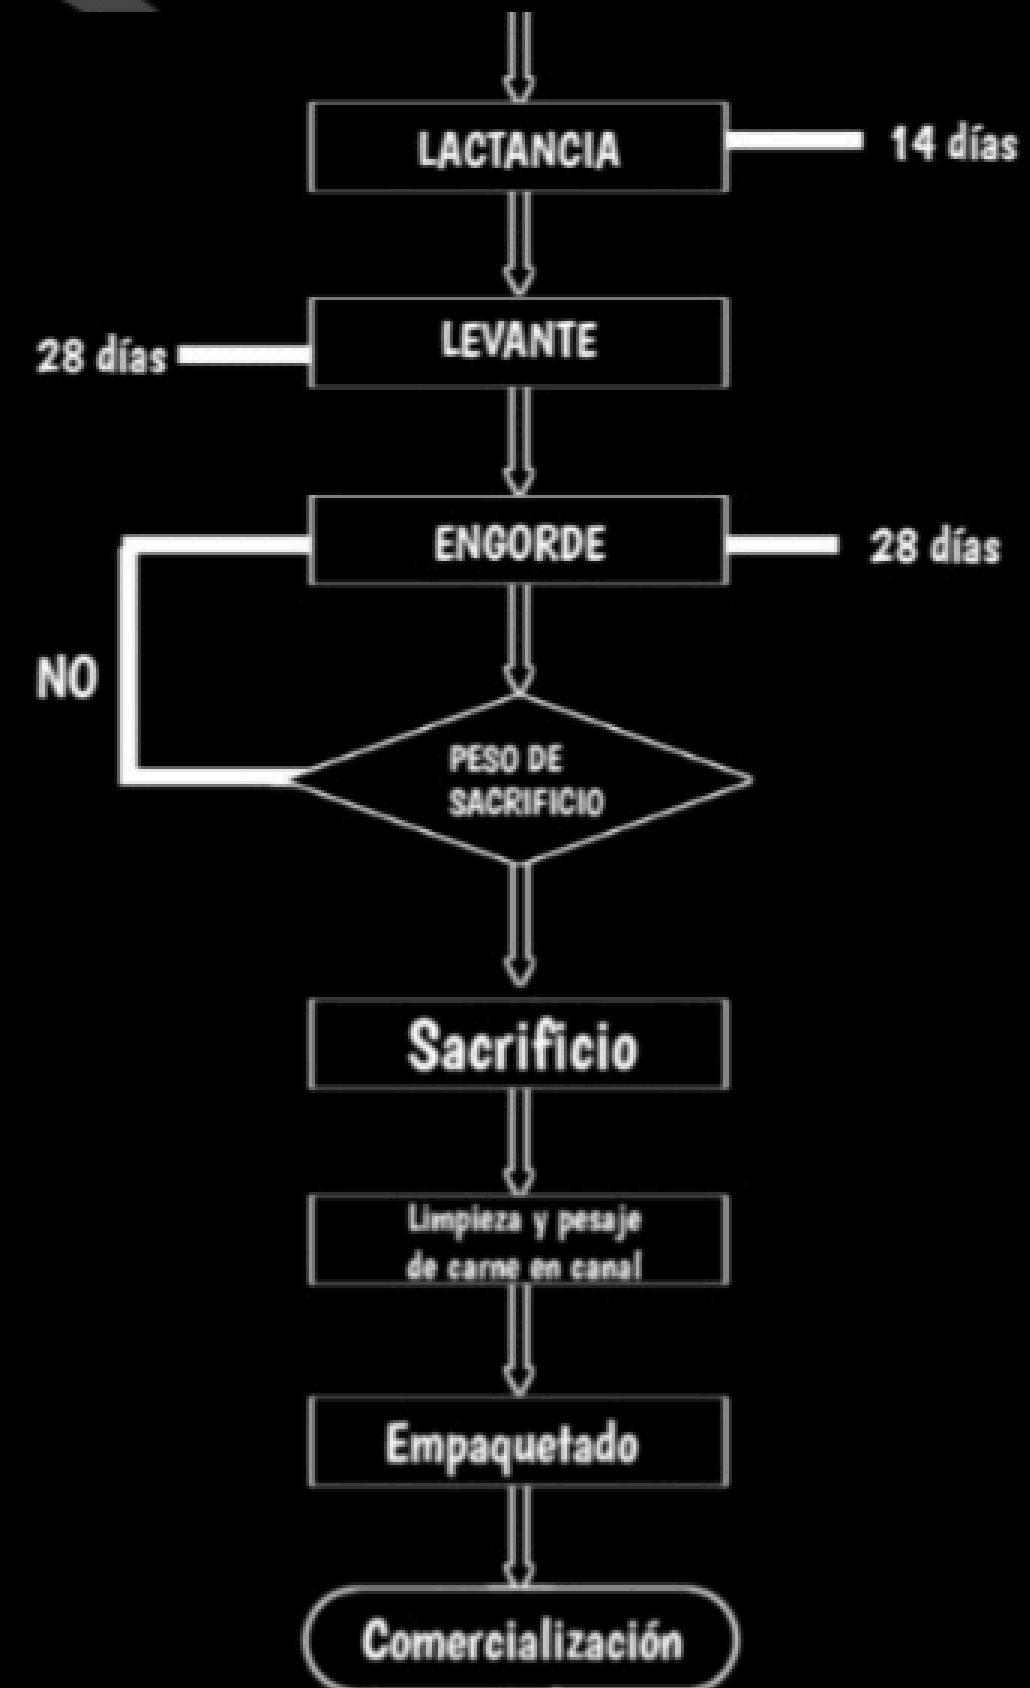 LACTANCIA
14 días
LEVANTE
28 días
ENGORDE
28 días
NO
PESO DE
SACRIFICIO
Sacrificio
Limpieza y pesaje
de carne en canal
Empaquetado
Comercialización